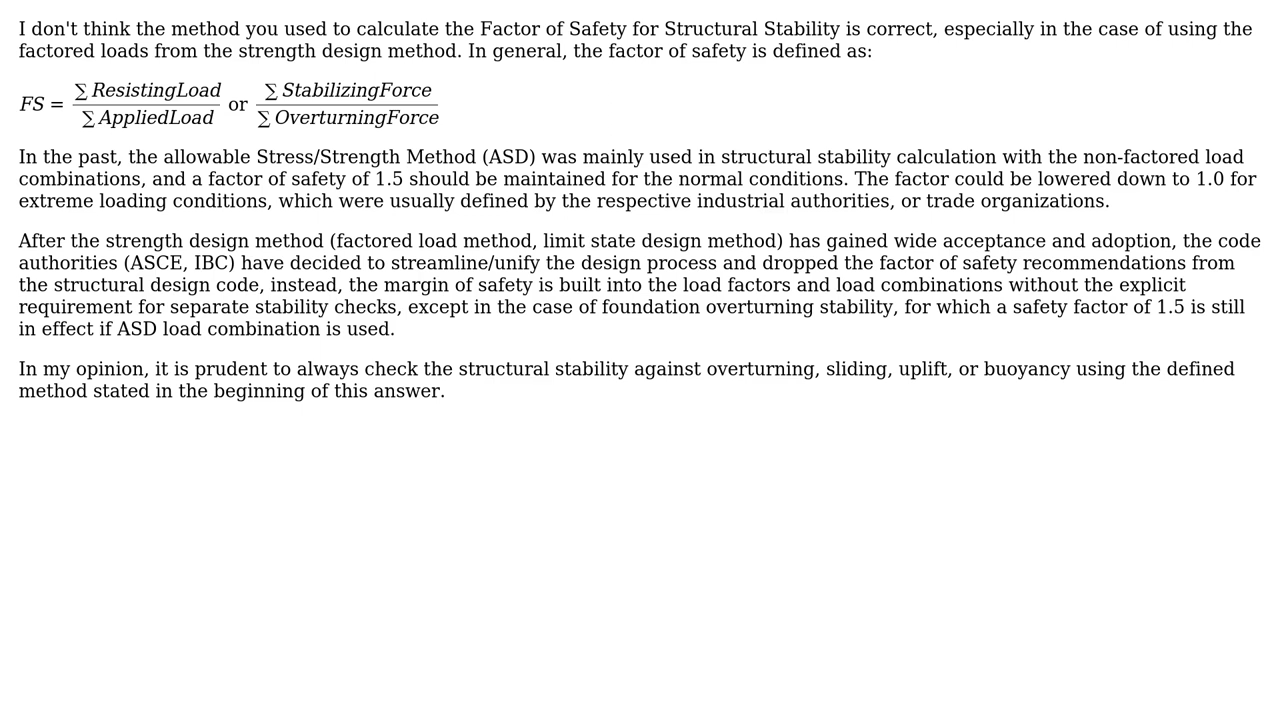 I don't think the method you used to calculate the Factor of Safety for Structural Stability is correct, especially in the case of using the
factored loads from the strength design method. In general, the factor of safety is defined as:
FS = ∑ResistingLoad / ∑AppliedLoad or ∑StabilizingForce / ∑OverturningForce
In the past, the allowable Stress/Strength Method (ASD) was mainly used in structural stability calculation with the non-factored load
combinations, and a factor of safety of 1.5 should be maintained for the normal conditions. The factor could be lowered down to 1.0 for
extreme loading conditions, which were usually defined by the respective industrial authorities, or trade organizations.
After the strength design method (factored load method, limit state design method) has gained wide acceptance and adoption, the code
authorities (ASCE, IBC) have decided to streamline/unify the design process and dropped the factor of safety recommendations from
the structural design code, instead, the margin of safety is built into the load factors and load combinations without the explicit
requirement for separate stability checks, except in the case of foundation overturning stability, for which a safety factor of 1.5 is still
in effect if ASD load combination is used.
In my opinion, it is prudent to always check the structural stability against overturning, sliding, uplift, or buoyancy using the defined
method stated in the beginning of this answer.